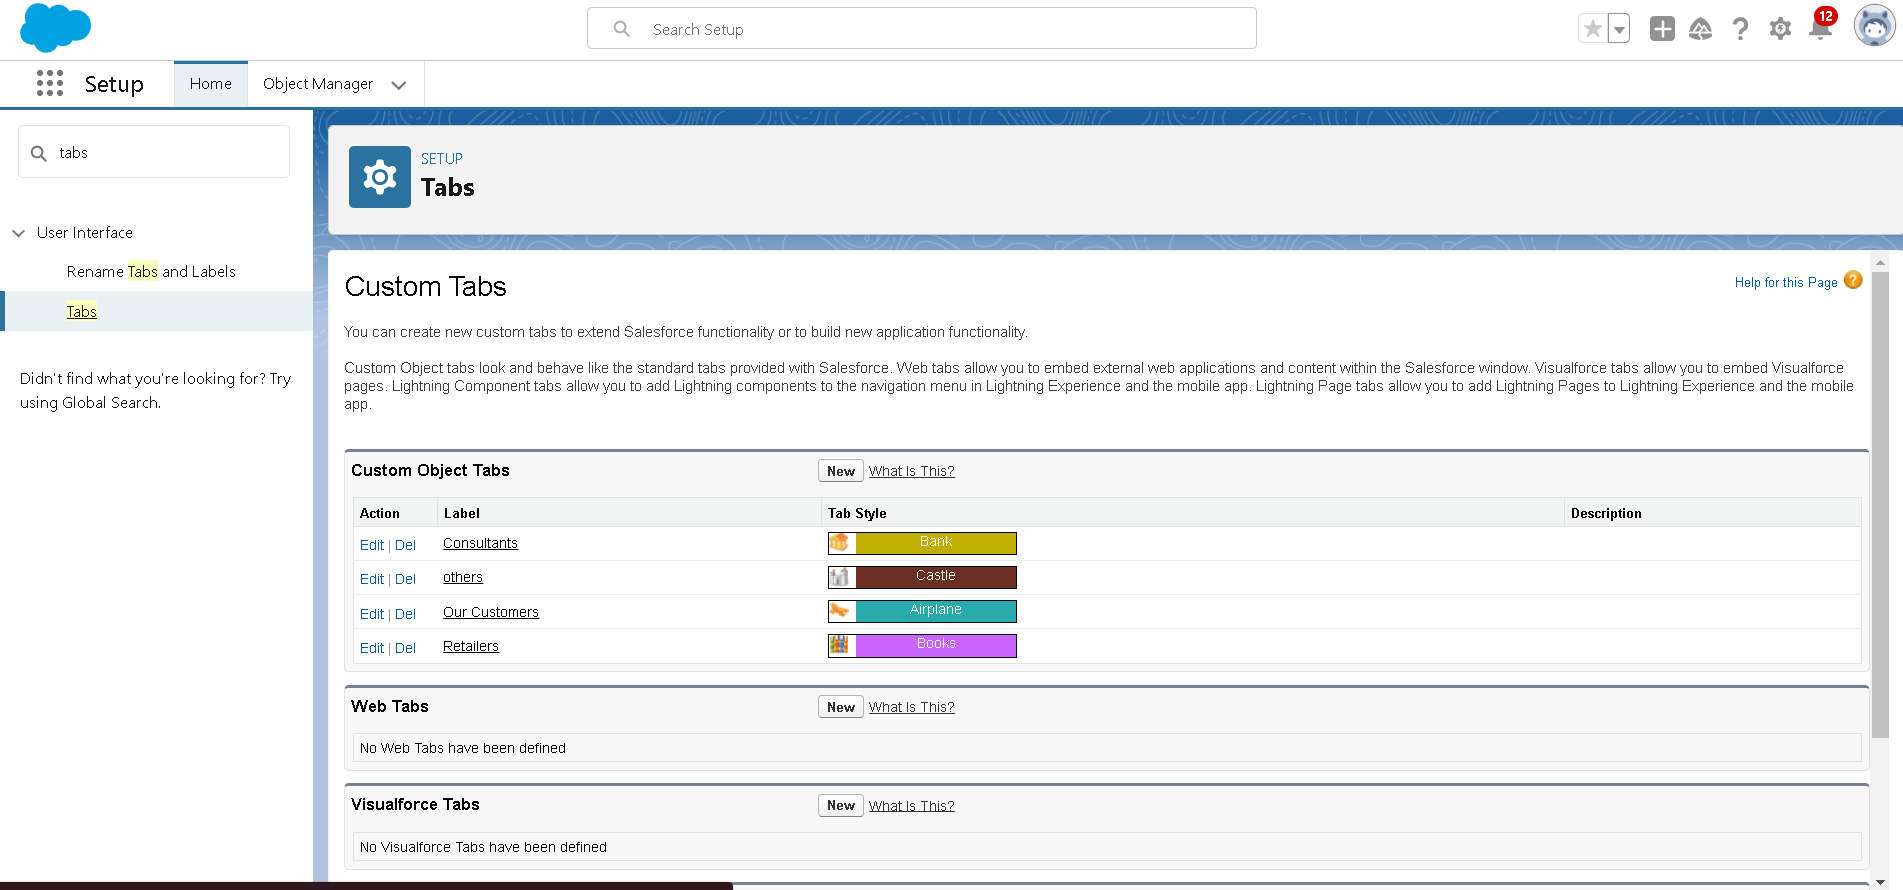 Search Setup
12
Setup
Home
Object Manager
tabs
SETUP
Tabs
User Interface
Rename Tabs and Labels
Tabs
Didn't find what you're looking for? Try
using Global Search.
Custom Tabs
Help for this Page
You can create new custom tabs to extend Salesforce functionality or to build new application functionality.
Custom Object tabs look and behave like the standard tabs provided with Salesforce. Web tabs allow you to embed external web applications and content within the Salesforce window. Visualforce tabs allow you to embed Visualforce
pages. Lightning Component tabs allow you to add Lightning components to the navigation menu in Lightning Experience and the mobile app. Lightning Page tabs allow you to add Lightning Pages to Lightning Experience and the mobile
app.
Custom Object Tabs New What Is This?
Action Label Tab Style Description
Edit | Del Consultants Bank
Edit | Del others Castle
Edit | Del Our Customers Airplane
Edit | Del Retailers Books
Web Tabs New What Is This?
No Web Tabs have been defined
Visualforce Tabs New What Is This?
No Visualforce Tabs have been defined